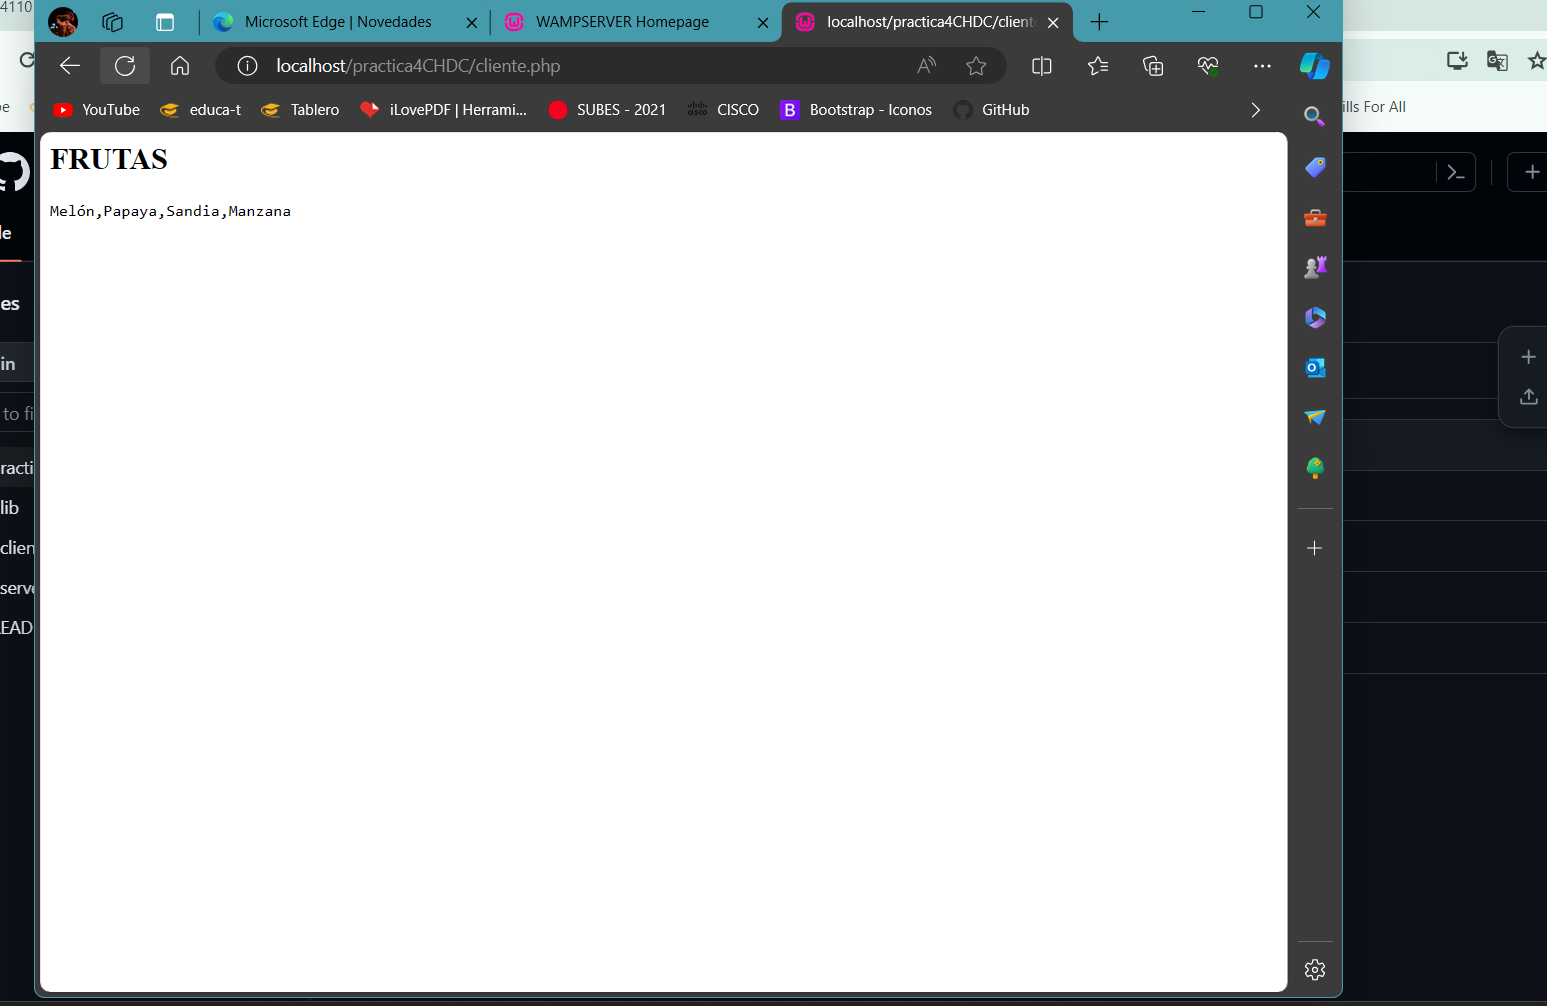 4110
Microsoft Edge | Novedades
WAMPSERVER Homepage
localhost/practica4CHDC/client
localhost/practica4CHDC/cliente.php
YouTube
educa-t
Tablero
iLovePDF | Herrami...
SUBES - 2021
CISCO
Bootstrap - Iconos
GitHub
ills For All
FRUTAS
Melón,Papaya,Sandia,Manzana
es
in
to fi
racti
lib
clien
serve
EAD